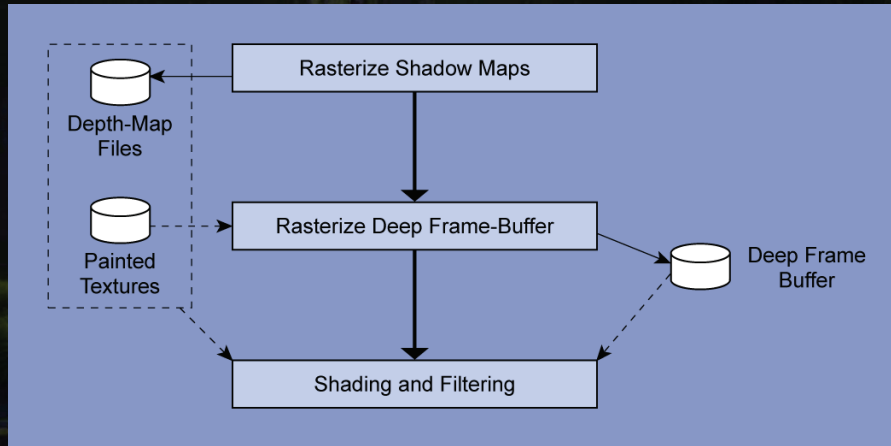 Rasterize Shadow Maps
Depth-Map
Files
Rasterize Deep Frame-Buffer
Painted
Textures
Deep Frame
Buffer
Shading and Filtering